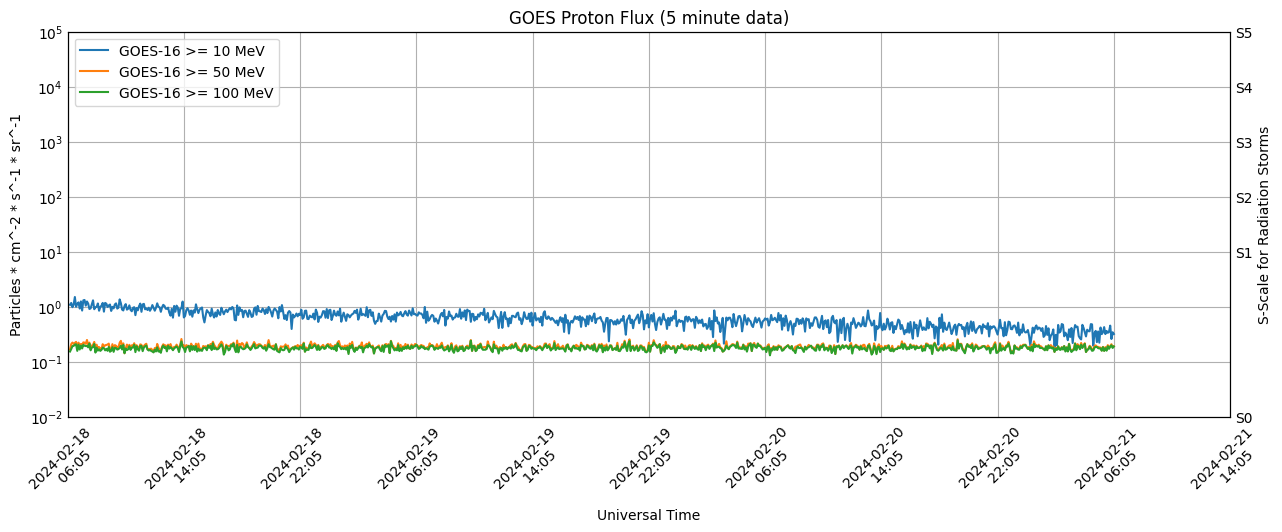 GOES Proton Flux (5 minute data)
GOES-16 >= 10 MeV
GOES-16 >= 50 MeV
GOES-16 >= 100 MeV
Particles * cm^-2 * s^-1 * sr^-1
10^5
10^4
10^3
10^2
10^1
10^0
10^-1
10^-2
S5
S4
S3
S2
S1
S0
S-Scale for Radiation Storms
2024-02-18
06:05
2024-02-18
14:05
2024-02-18
22:05
2024-02-19
06:05
2024-02-19
14:05
2024-02-19
22:05
2024-02-20
06:05
2024-02-20
14:05
2024-02-20
22:05
2024-02-21
06:05
2024-02-21
14:05
Universal Time